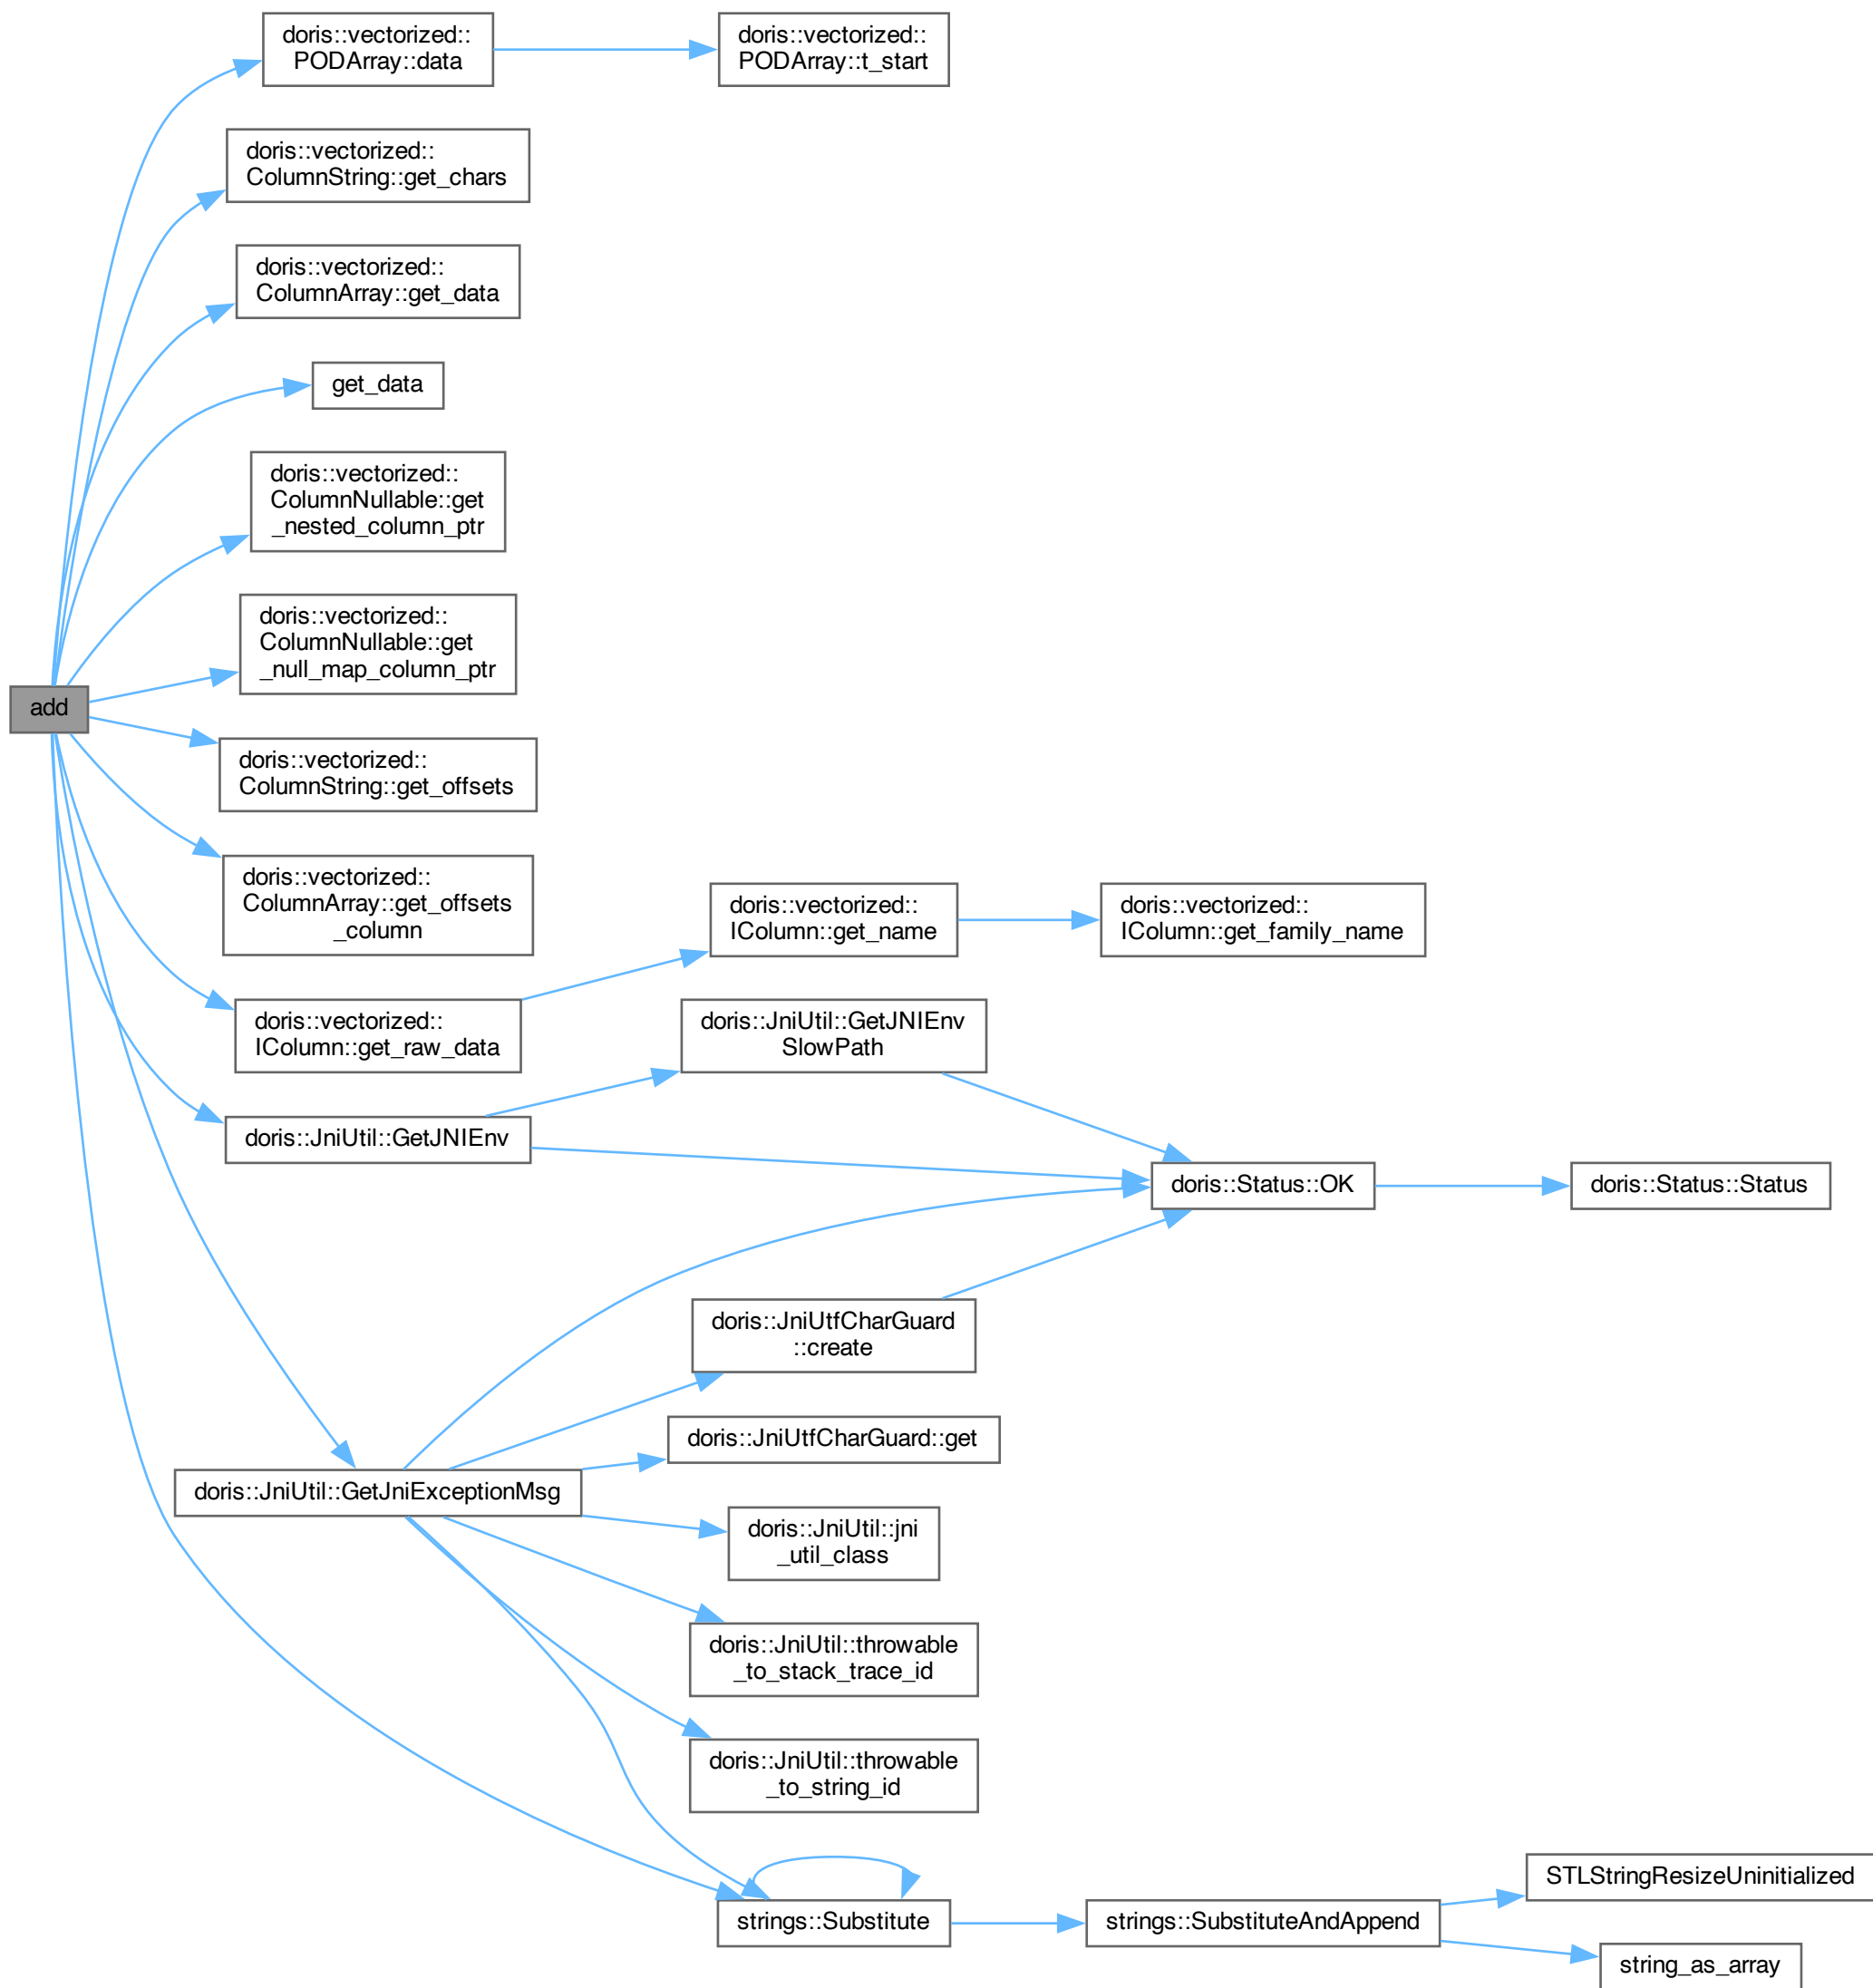 doris::vectorized::
PODArray::data
doris::vectorized::
PODArray::t_start
doris::vectorized::
ColumnString::get_chars
doris::vectorized::
ColumnArray::get_data
get_data
doris::vectorized::
ColumnNullable::get
_nested_column_ptr
doris::vectorized::
ColumnNullable::get
_null_map_column_ptr
add
doris::vectorized::
ColumnString::get_offsets
doris::vectorized::
ColumnArray::get_offsets
_column
doris::vectorized::
IColumn::get_name
doris::vectorized::
IColumn::get_family_name
doris::vectorized::
IColumn::get_raw_data
doris::JniUtil::GetJNIEnv
SlowPath
doris::JniUtil::GetJNIEnv
doris::Status::OK
doris::Status::Status
doris::JniUtfCharGuard
::create
doris::JniUtfCharGuard::get
doris::JniUtil::GetJniExceptionMsg
doris::JniUtil::jni
_util_class
doris::JniUtil::throwable
_to_stack_trace_id
doris::JniUtil::throwable
_to_string_id
STLStringResizeUninitialized
strings::Substitute
strings::SubstituteAndAppend
string_as_array